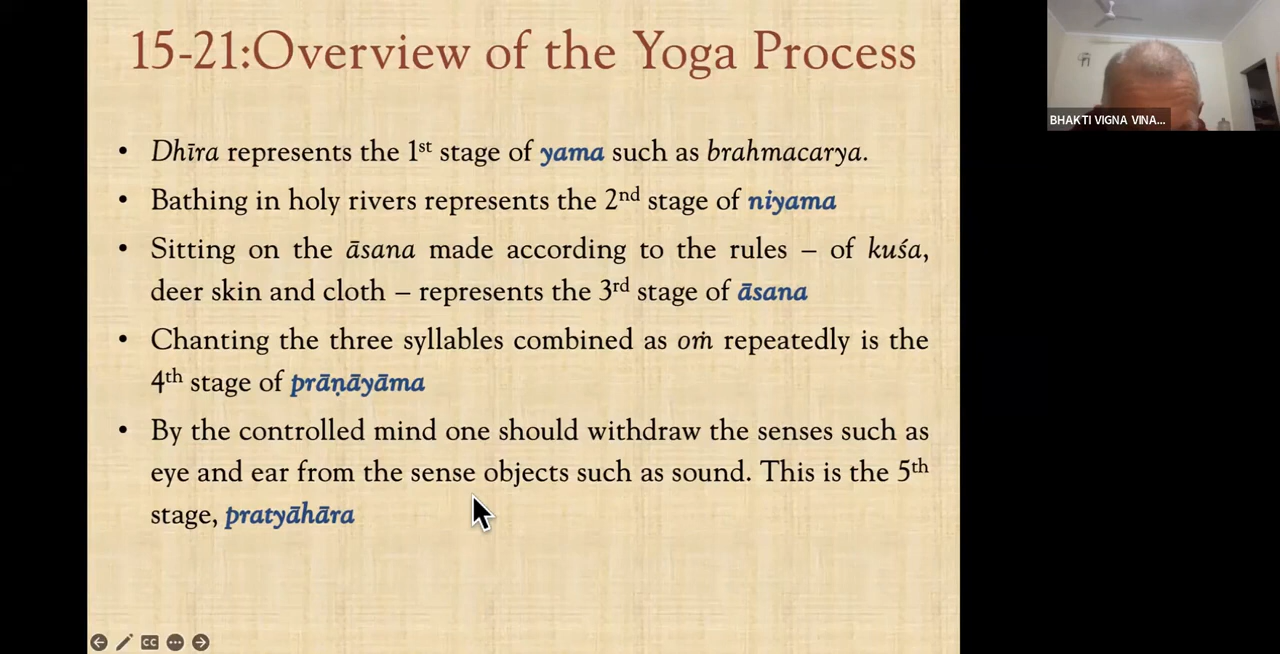 15-21:Overview of the Yoga Process
• Dhīra represents the 1st stage of yama such as brahmacarya.
• Bathing in holy rivers represents the 2nd stage of niyama
• Sitting on the āsana made according to the rules – of kuśa,
deer skin and cloth – represents the 3rd stage of āsana
• Chanting the three syllables combined as oṁ repeatedly is the
4th stage of prāṇāyāma
• By the controlled mind one should withdraw the senses such as
eye and ear from the sense objects such as sound. This is the 5th
stage, pratyāhāra
BHAKTI VIGNA VINA...
CC